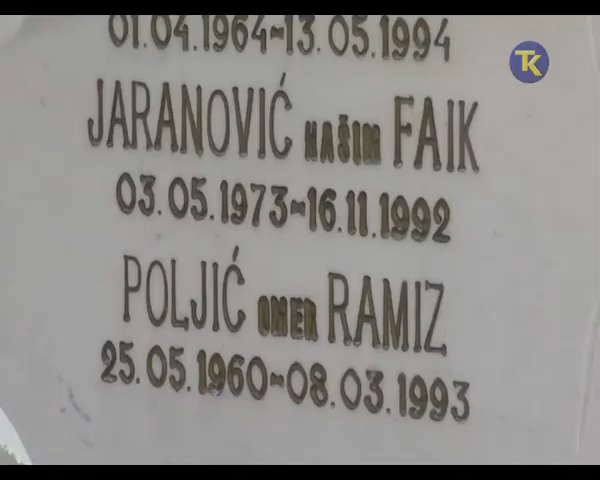 01.04.1964-13.05.1994
JARANOVIĆ HAŠIM FAIK
03.05.1973-16.11.1992
POLJIĆ OMER RAMIZ
25.05.1960-08.03.1993
TK